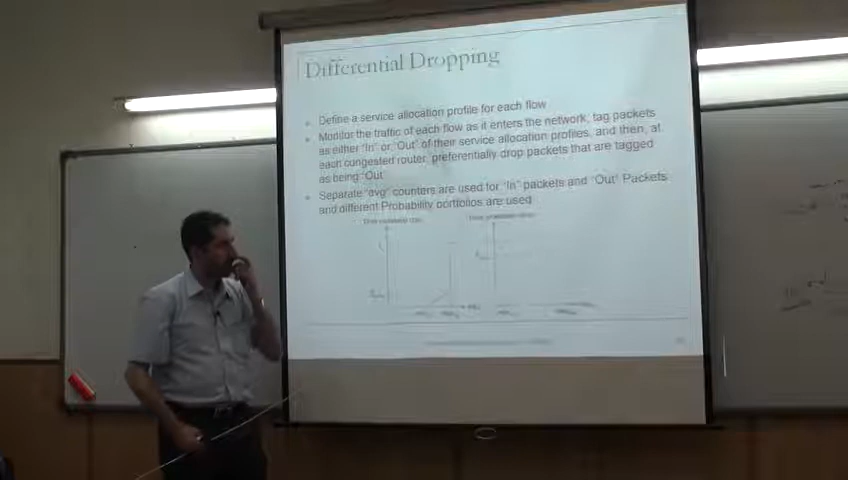 Differential Dropping
Define a service allocation profile for each flow
Monitor the traffic of each flow as it enters the network, tag packets
as either "In" or "Out" of their service allocation profiles, and then, at
each congested router, preferentially drop packets that are tagged
as being "Out"
Separate "avg" counters are used for "In" packets and "Out" Packets
and different Probability portfolios are used